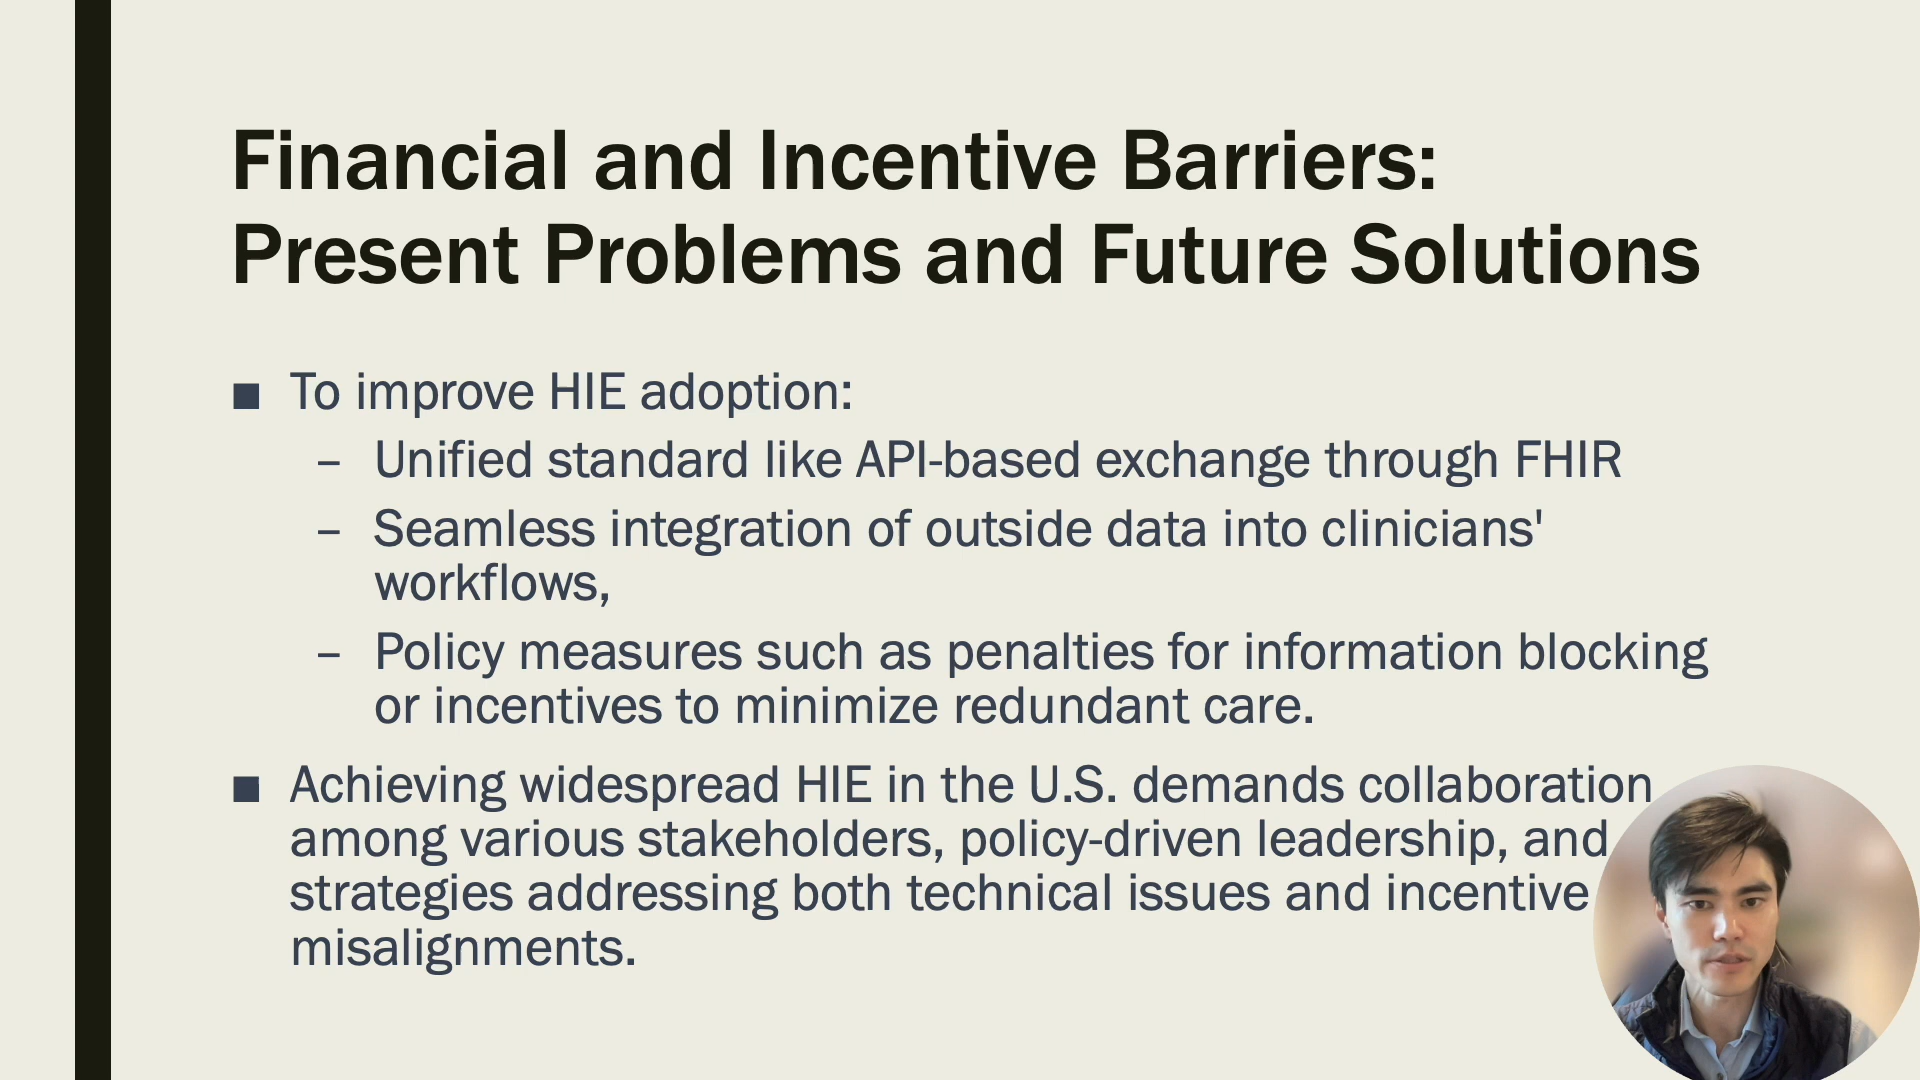 Financial and Incentive Barriers:
Present Problems and Future Solutions
■ To improve HIE adoption:
– Unified standard like API-based exchange through FHIR
– Seamless integration of outside data into clinicians'
workflows,
– Policy measures such as penalties for information blocking
or incentives to minimize redundant care.
■ Achieving widespread HIE in the U.S. demands collaboration
among various stakeholders, policy-driven leadership, and
strategies addressing both technical issues and incentive
misalignments.